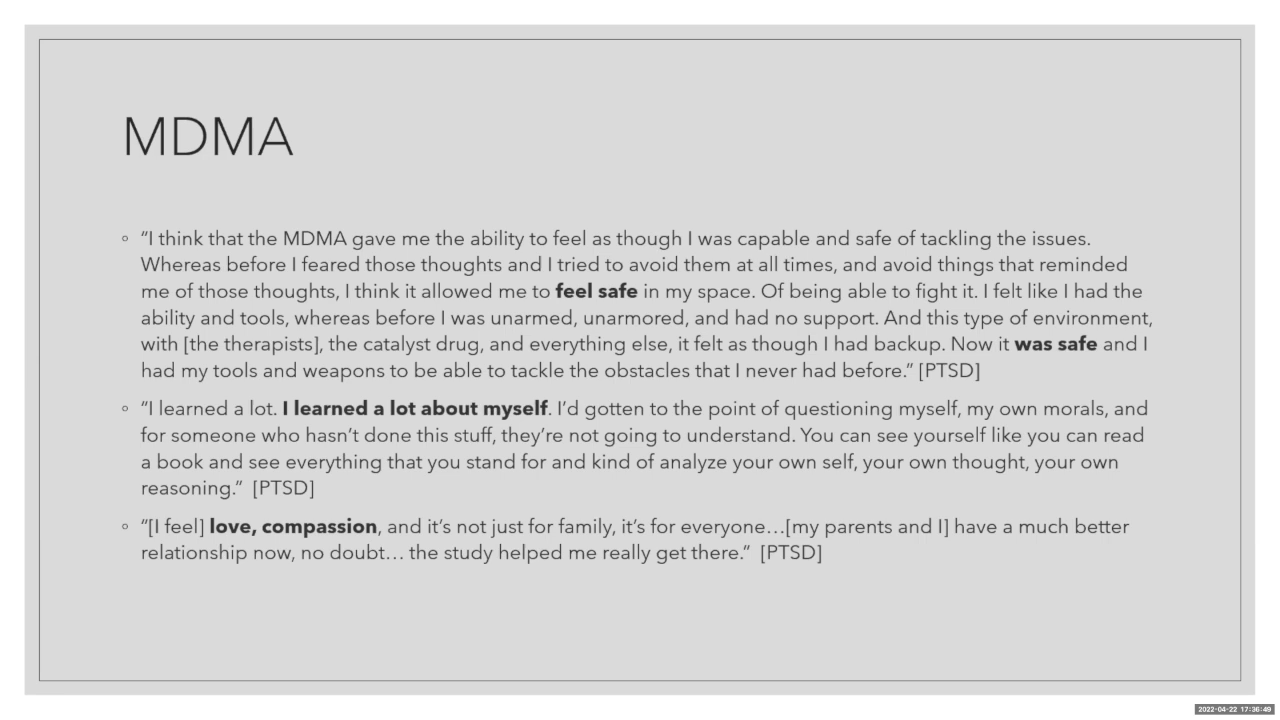 MDMA
◦ “I think that the MDMA gave me the ability to feel as though I was capable and safe of tackling the issues.
Whereas before I feared those thoughts and I tried to avoid them at all times, and avoid things that reminded
me of those thoughts, I think it allowed me to feel safe in my space. Of being able to fight it. I felt like I had the
ability and tools, whereas before I was unarmed, unarmored, and had no support. And this type of environment,
with [the therapists], the catalyst drug, and everything else, it felt as though I had backup. Now it was safe and I
had my tools and weapons to be able to tackle the obstacles that I never had before.” [PTSD]
◦ “I learned a lot. I learned a lot about myself. I’d gotten to the point of questioning myself, my own morals, and
for someone who hasn’t done this stuff, they’re not going to understand. You can see yourself like you can read
a book and see everything that you stand for and kind of analyze your own self, your own thought, your own
reasoning.” [PTSD]
◦ “[I feel] love, compassion, and it’s not just for family, it’s for everyone…[my parents and I] have a much better
relationship now, no doubt… the study helped me really get there.” [PTSD]
2022-04-22 17:36:49